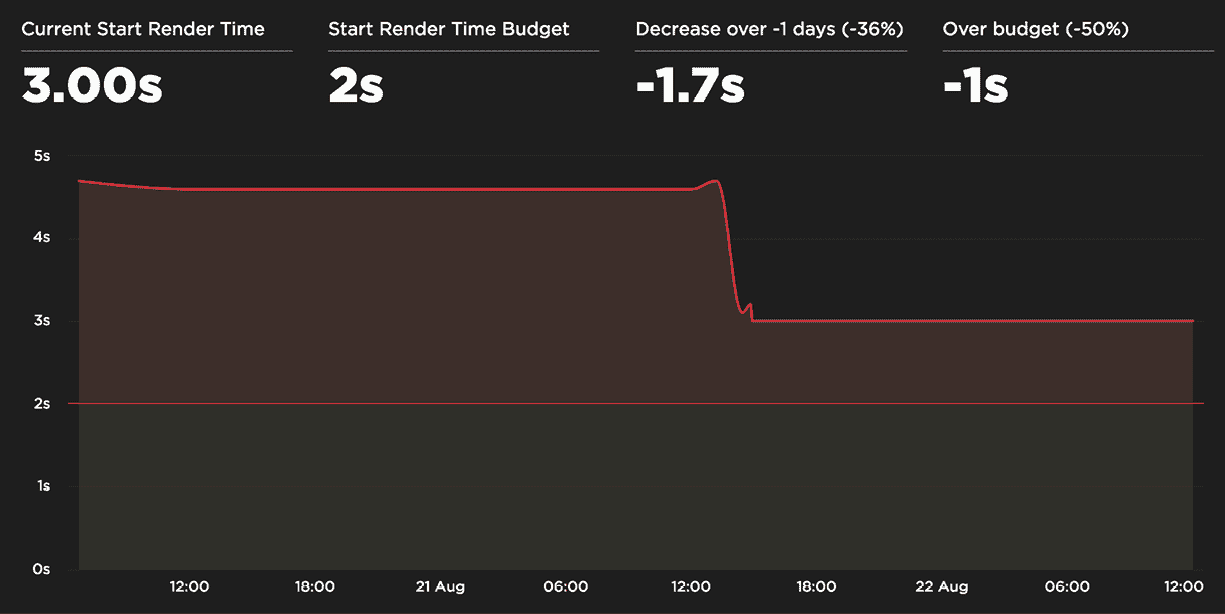 Current Start Render Time
3.00s
Start Render Time Budget
2s
Decrease over -1 days (-36%)
-1.7s
Over budget (-50%)
-1s
5s
4s
3s
2s
1s
0s
12:00 18:00 21 Aug 06:00 12:00 18:00 22 Aug 06:00 12:00